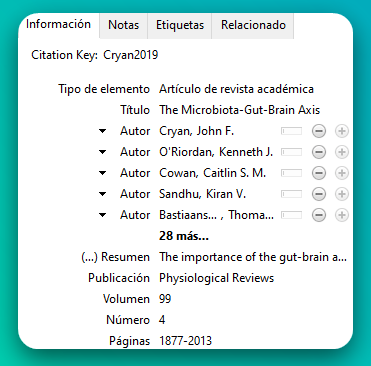 Información Notas Etiquetas Relacionado
Citation Key: Cryan2019
Tipo de elemento Artículo de revista académica
Título The Microbiota-Gut-Brain Axis
Autor Cryan, John F.
Autor O'Riordan, Kenneth J.
Autor Cowan, Caitlin S. M.
Autor Sandhu, Kiran V.
Autor Bastiaans... , Thoma...
28 más...
(...) Resumen The importance of the gut-brain a...
Publicación Physiological Reviews
Volumen 99
Número 4
Páginas 1877-2013